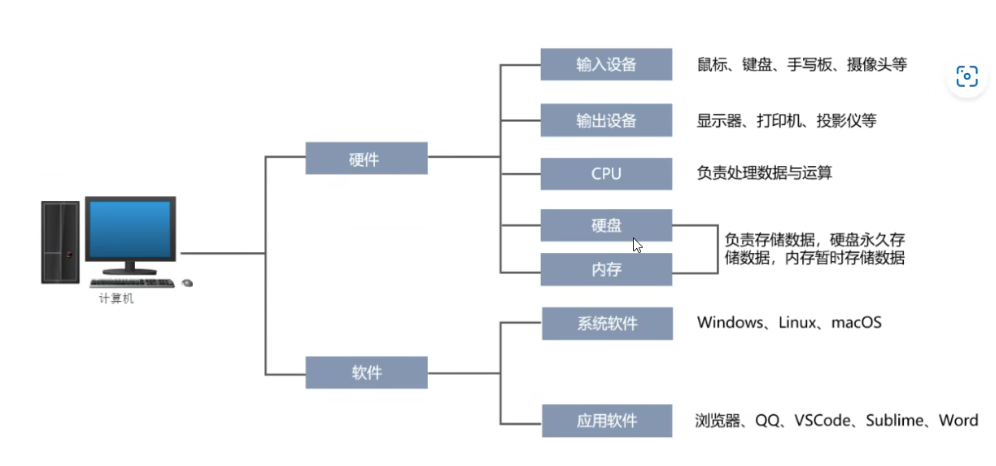 输入设备
鼠标、键盘、手写板、摄像头等
输出设备
显示器、打印机、投影仪等
硬件
CPU
负责处理数据与运算
硬盘
负责存储数据，硬盘永久存
储数据，内存暂时存储数据
内存
计算机
系统软件
Windows、Linux、macOS
软件
应用软件
浏览器、QQ、VSCode、Sublime、Word